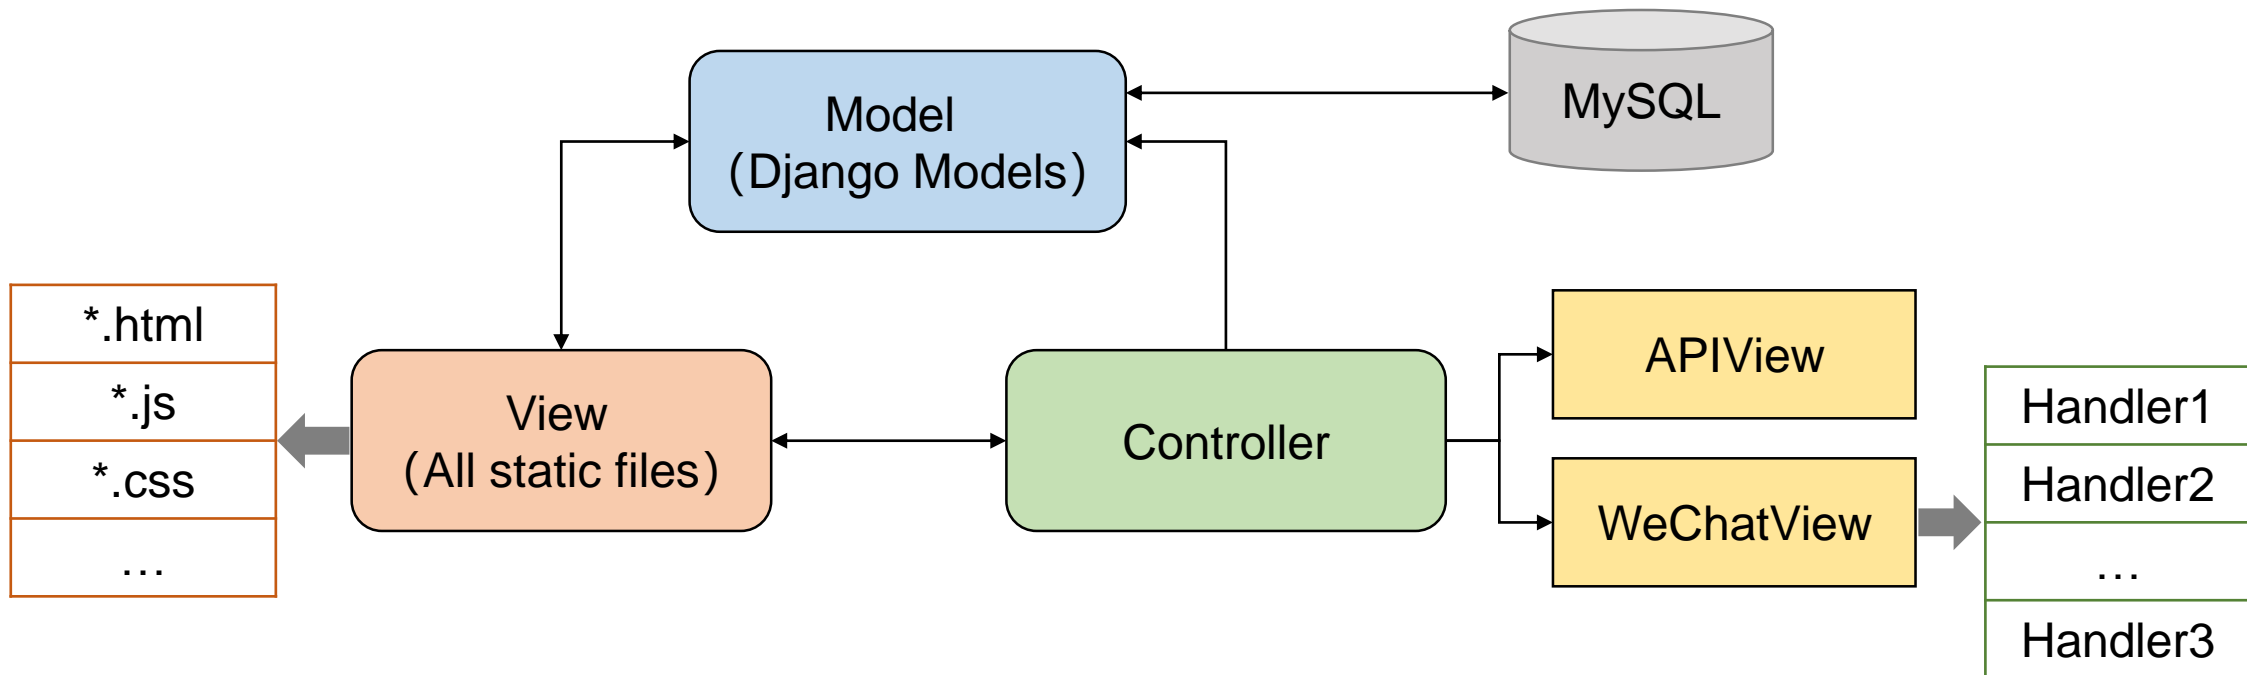 Model
(Django Models)
MySQL
*.html
*.js
*.css
…
View
(All static files)
Controller
APIView
WeChatView
Handler1
Handler2
…
Handler3